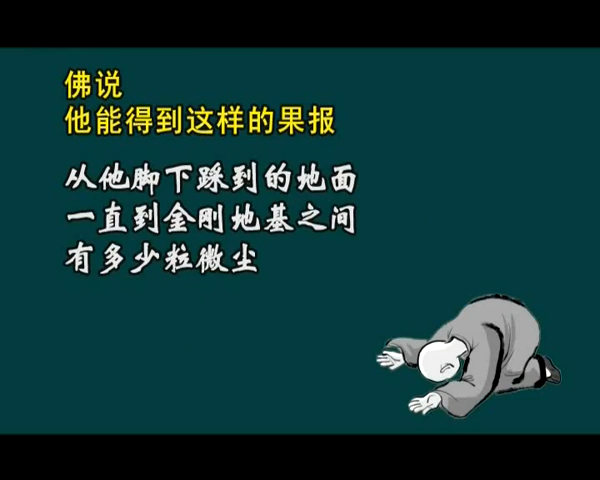 佛说
他能得到这样的果报
从他脚下踩到的地面
一直到金刚地基之间
有多少粒微尘